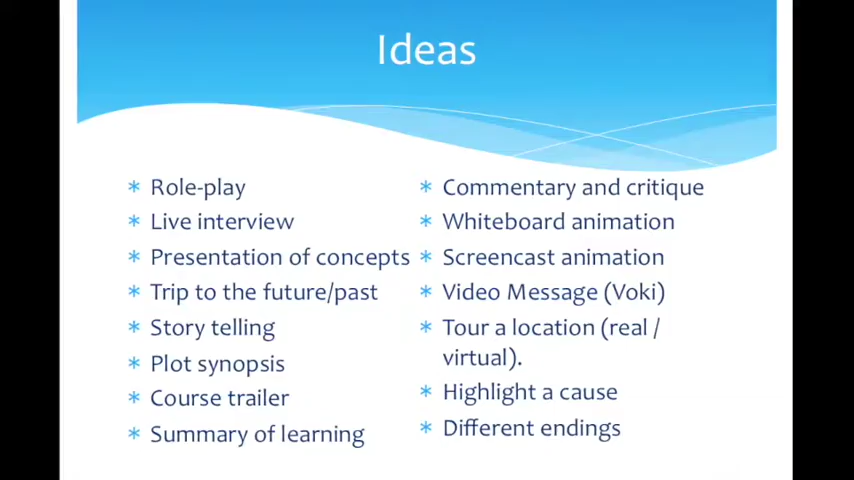 Ideas
* Role-play
* Live interview
* Presentation of concepts
* Trip to the future/past
* Story telling
* Plot synopsis
* Course trailer
* Summary of learning
* Commentary and critique
* Whiteboard animation
* Screencast animation
* Video Message (Voki)
* Tour a location (real /
virtual).
* Highlight a cause
* Different endings